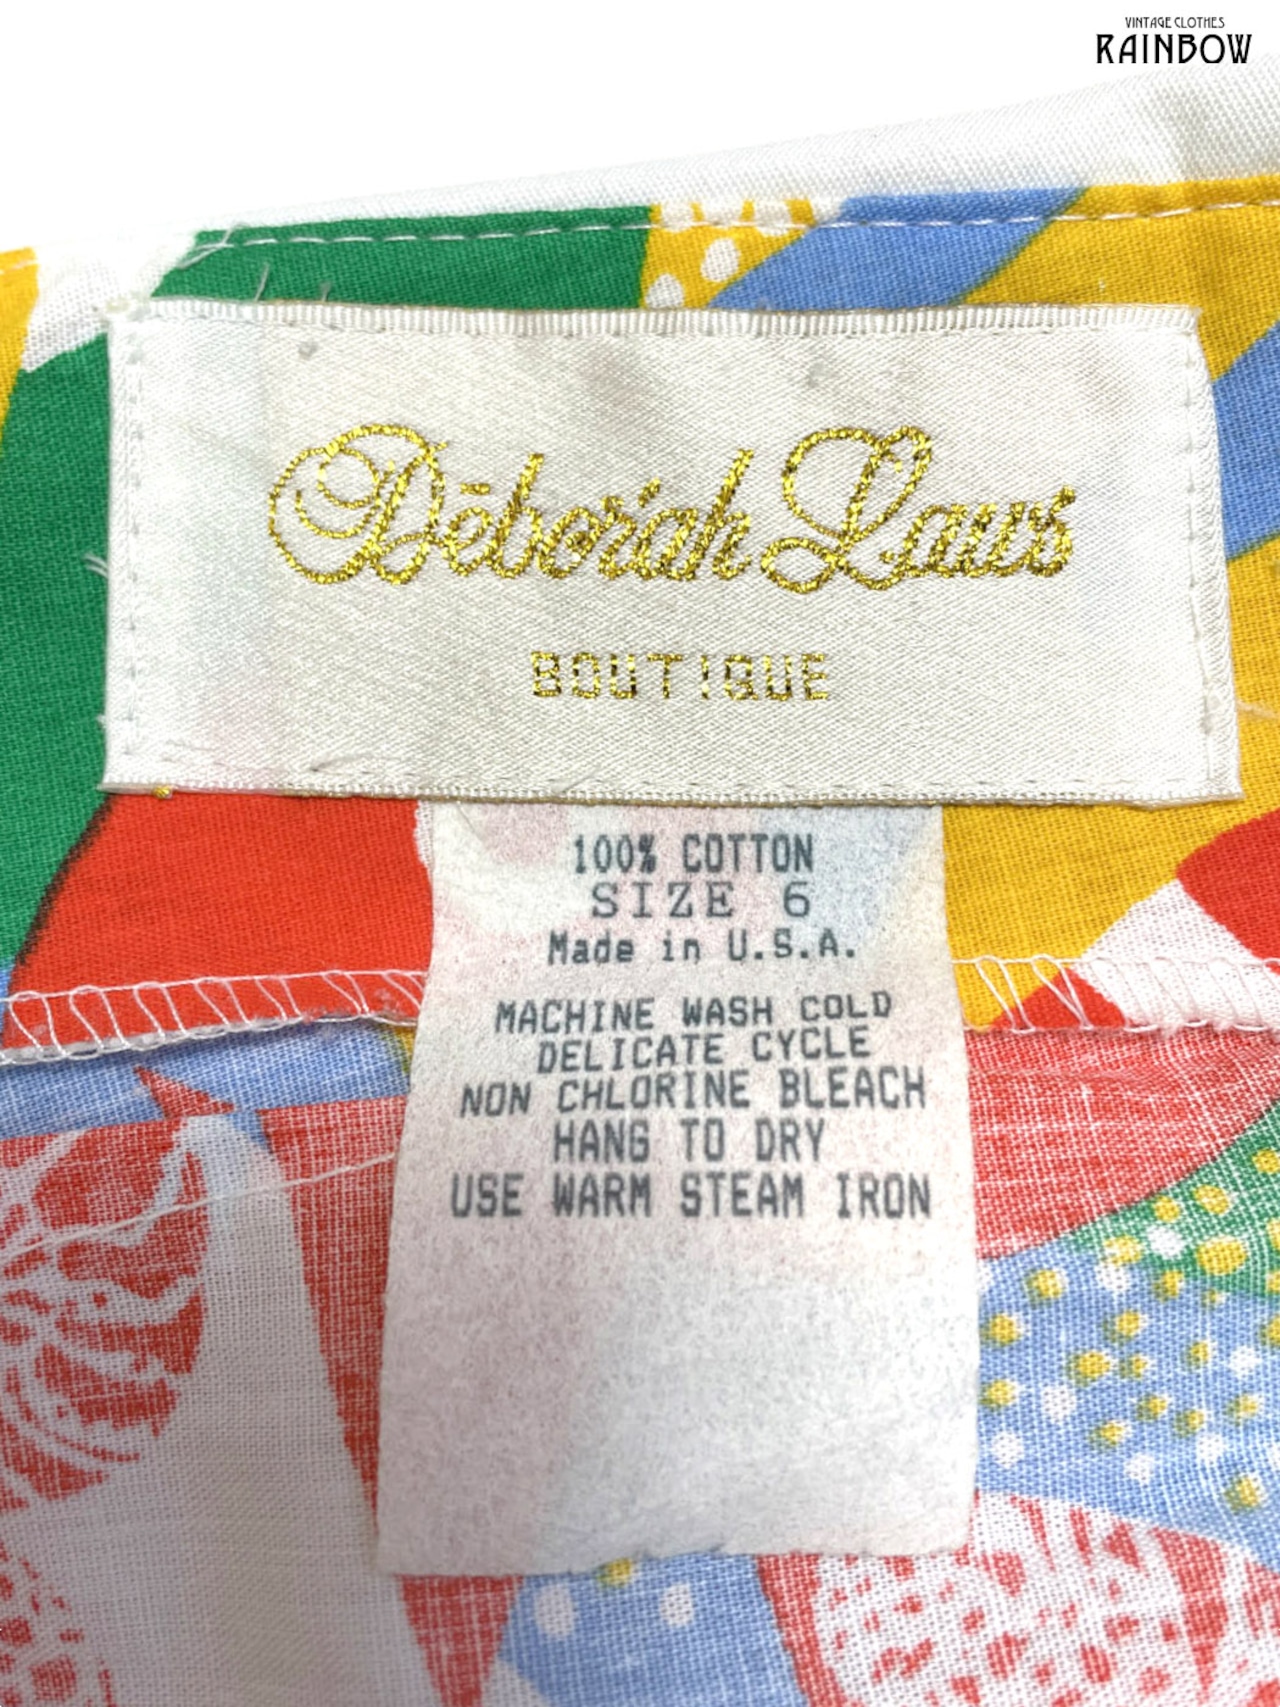 VINTAGE CLOTHES
RAINBOW
Dēborah Laws
BOUTIQUE
100% COTTON
SIZE 6
Made in U.S.A.
MACHINE WASH COLD
DELICATE CYCLE
NON CHLORINE BLEACH
HANG TO DRY
USE WARM STEAM IRON